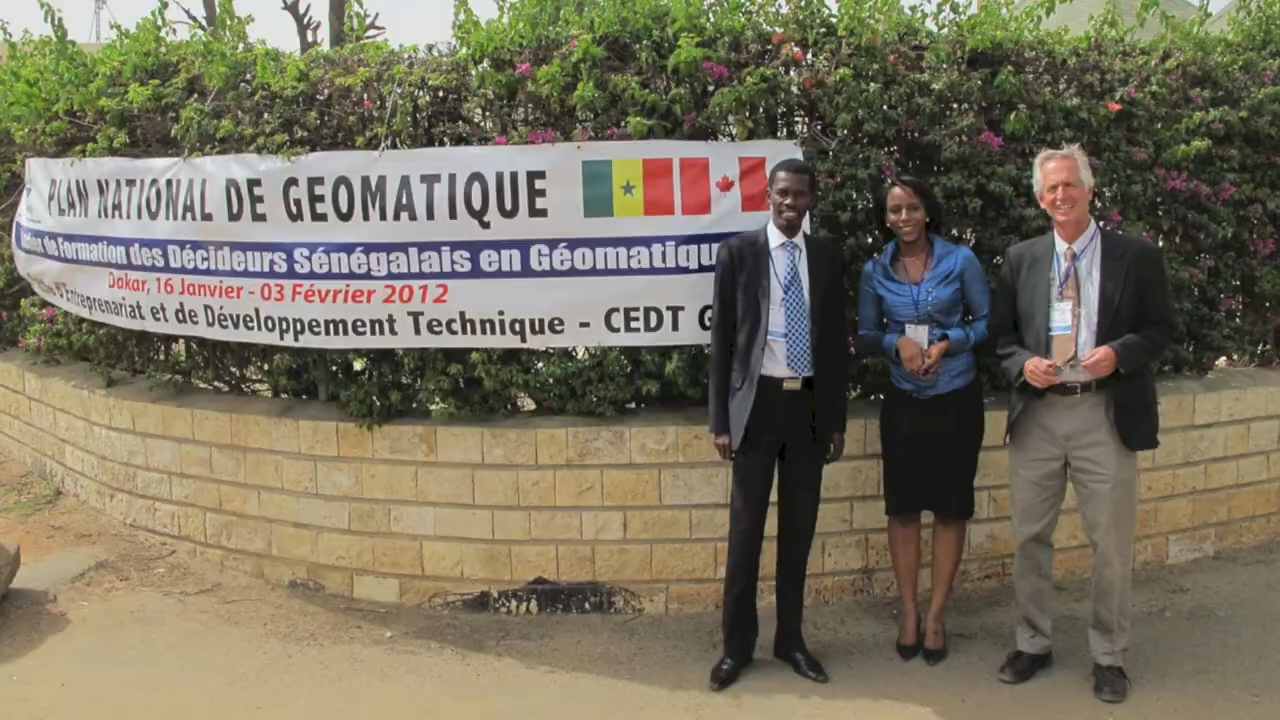 PLAN NATIONAL DE GEOMATIQUE
de Formation des Décideurs Sénégalais en Géomatiqu
Dakar, 16 Janvier - 03 Février 2012
d'Entreprenariat et de Développement Technique - CEDT G